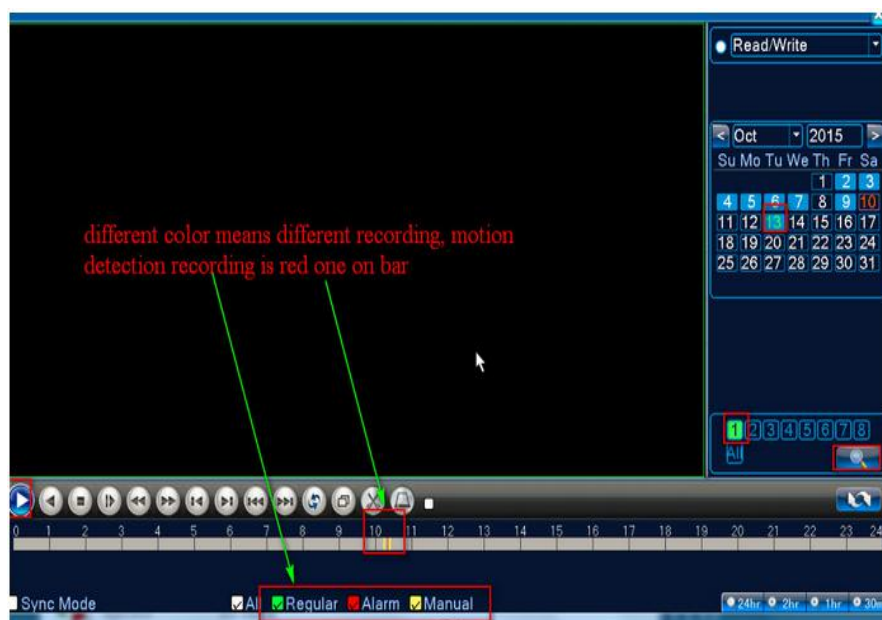 Read/Write
< Oct 2015 >
Su Mo Tu We Th Fr Sa
1 2 3
4 5 6 7 8 9 10
11 12 13 14 15 16 17
18 19 20 21 22 23 24
25 26 27 28 29 30 31
different color means different recording, motion
detection recording is red one on bar
1 2 3 4 5 6 7 8
All
0 1 2 3 4 5 6 7 8 9 10 11 12 13 14 15 16 17 18 19 20 21 22 23 24
Sync Mode Al Regular Alarm Manual 24hr 2hr 1hr 30m